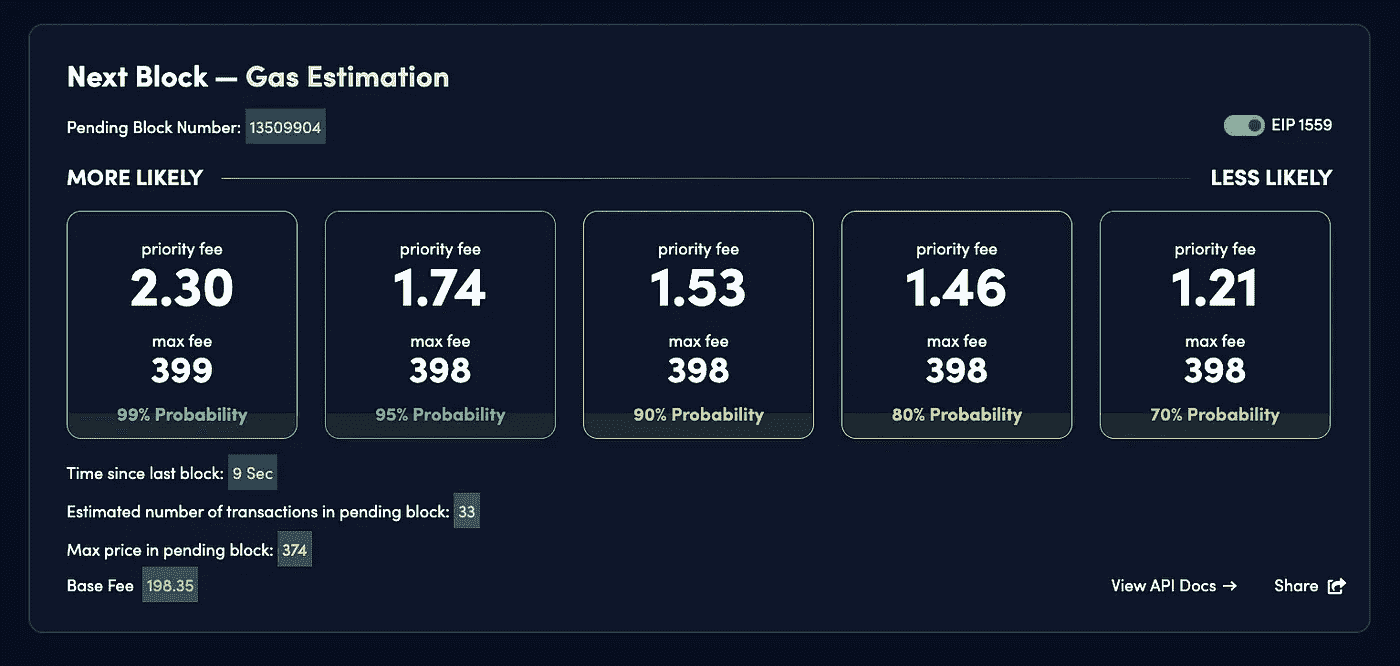 Next Block — Gas Estimation
Pending Block Number: 13509904
EIP 1559
MORE LIKELY
LESS LIKELY
priority fee
2.30
max fee
399
99% Probability
priority fee
1.74
max fee
398
95% Probability
priority fee
1.53
max fee
398
90% Probability
priority fee
1.46
max fee
398
80% Probability
priority fee
1.21
max fee
398
70% Probability
Time since last block: 9 Sec
Estimated number of transactions in pending block: 33
Max price in pending block: 374
Base Fee 198.35
View API Docs →
Share